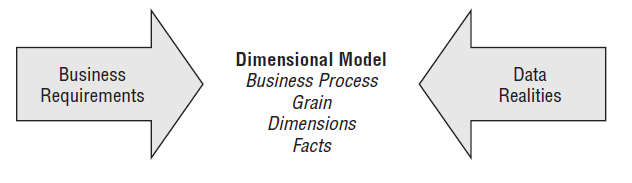 Business
Requirements
Dimensional Model
Business Process
Grain
Dimensions
Facts
Data
Realities